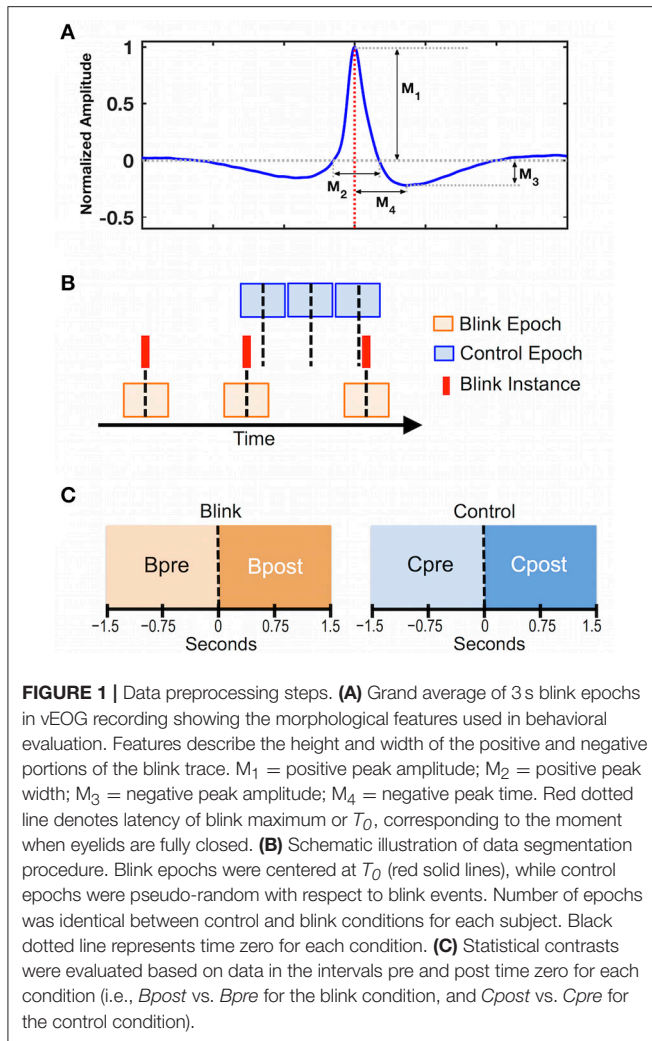 A
1
0.5
0
-0.5
Normalized Amplitude
M1
M2
M4
M3
B
Blink Epoch
Control Epoch
Blink Instance
Time
C
Blink
Control
Bpre
Bpost
Cpre
Cpost
−1.5 −0.75 0 0.75 1.5
−1.5 −0.75 0 0.75 1.5
Seconds
Seconds
FIGURE 1 | Data preprocessing steps. (A) Grand average of 3 s blink epochs
in vEOG recording showing the morphological features used in behavioral
evaluation. Features describe the height and width of the positive and negative
portions of the blink trace. M1 = positive peak amplitude; M2 = positive peak
width; M3 = negative peak amplitude; M4 = negative peak time. Red dotted
line denotes latency of blink maximum or T0, corresponding to the moment
when eyelids are fully closed. (B) Schematic illustration of data segmentation
procedure. Blink epochs were centered at T0 (red solid lines), while control
epochs were pseudo-random with respect to blink events. Number of epochs
was identical between control and blink conditions for each subject. Black
dotted line represents time zero for each condition. (C) Statistical contrasts
were evaluated based on data in the intervals pre and post time zero for each
condition (i.e., Bpost vs. Bpre for the blink condition, and Cpost vs. Cpre for
the control condition).